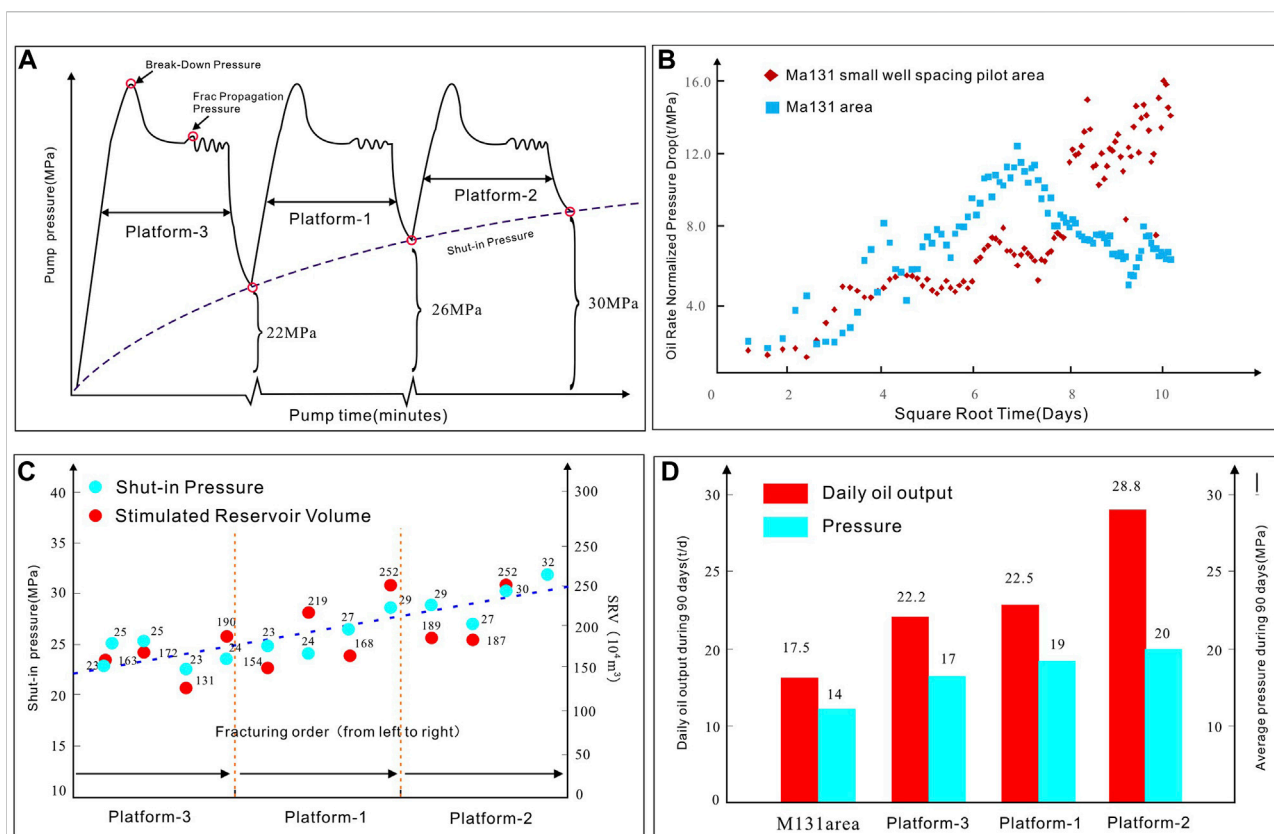 A
Break-Down Pressure
Frac Propagation
Pressure
Platform-3
Platform-1
Platform-2
Shut-in Pressure
22MPa
26MPa
30MPa
Pump pressure(MPa)
Pump time(minutes)
B
Ma131 small well spacing pilot area
Ma131 area
Oil Rate Normalized Pressure Drop(t/MPa)
16.0
12.0
8.0
4.0
0
2
4
6
8
10
Square Root Time(Days)
C
Shut-in Pressure
Stimulated Reservoir Volume
Shut-in pressure(MPa)
40
35
30
25
20
15
10
SRV (10⁴m³)
300
250
250
200
150
100
50
0
23
25
163
25
172
23
131
190
24
23
154
219
24
27
168
252
29
29
189
27
187
252
30
32
Fracturing order（from left to right）
Platform-3
Platform-1
Platform-2
D
Daily oil output
Pressure
Daily oil output during 90 days(t/d)
30
25
20
10
0
Average pressure during 90 days(MPa)
30
20
10
17.5
14
22.2
17
22.5
19
28.8
20
M131area
Platform-3
Platform-1
Platform-2